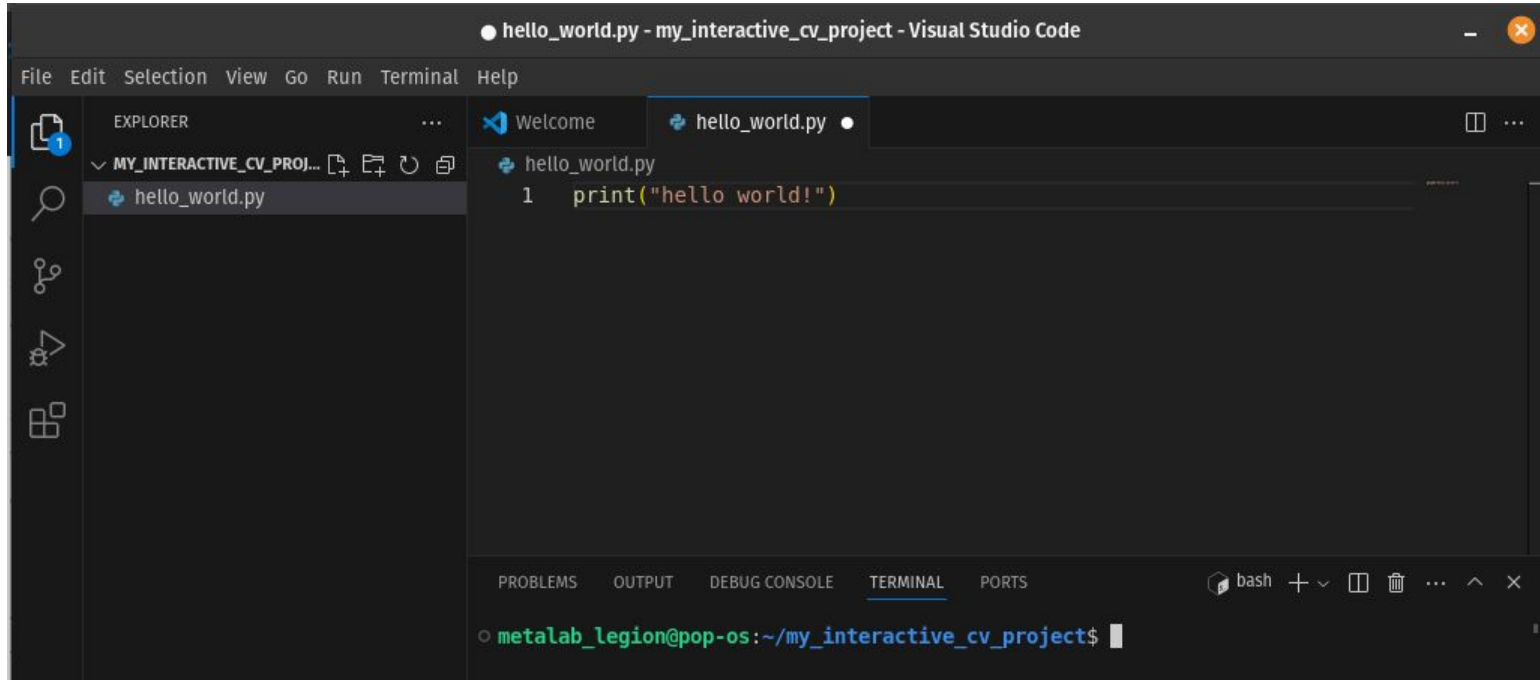 hello_world.py - my_interactive_cv_project - Visual Studio Code
File Edit Selection View Go Run Terminal Help
EXPLORER
Welcome hello_world.py
1
MY_INTERACTIVE_CV_PROJ...
hello_world.py
hello_world.py
1 print("hello world!")
PROBLEMS OUTPUT DEBUG CONSOLE TERMINAL PORTS
bash
metalab_legion@pop-os:~/my_interactive_cv_project$